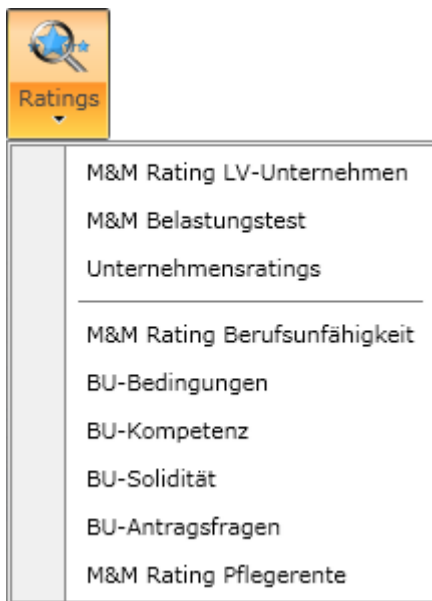 Ratings
M&M Rating LV-Unternehmen
M&M Belastungstest
Unternehmensratings
M&M Rating Berufsunfähigkeit
BU-Bedingungen
BU-Kompetenz
BU-Solidität
BU-Antragsfragen
M&M Rating Pflegerente